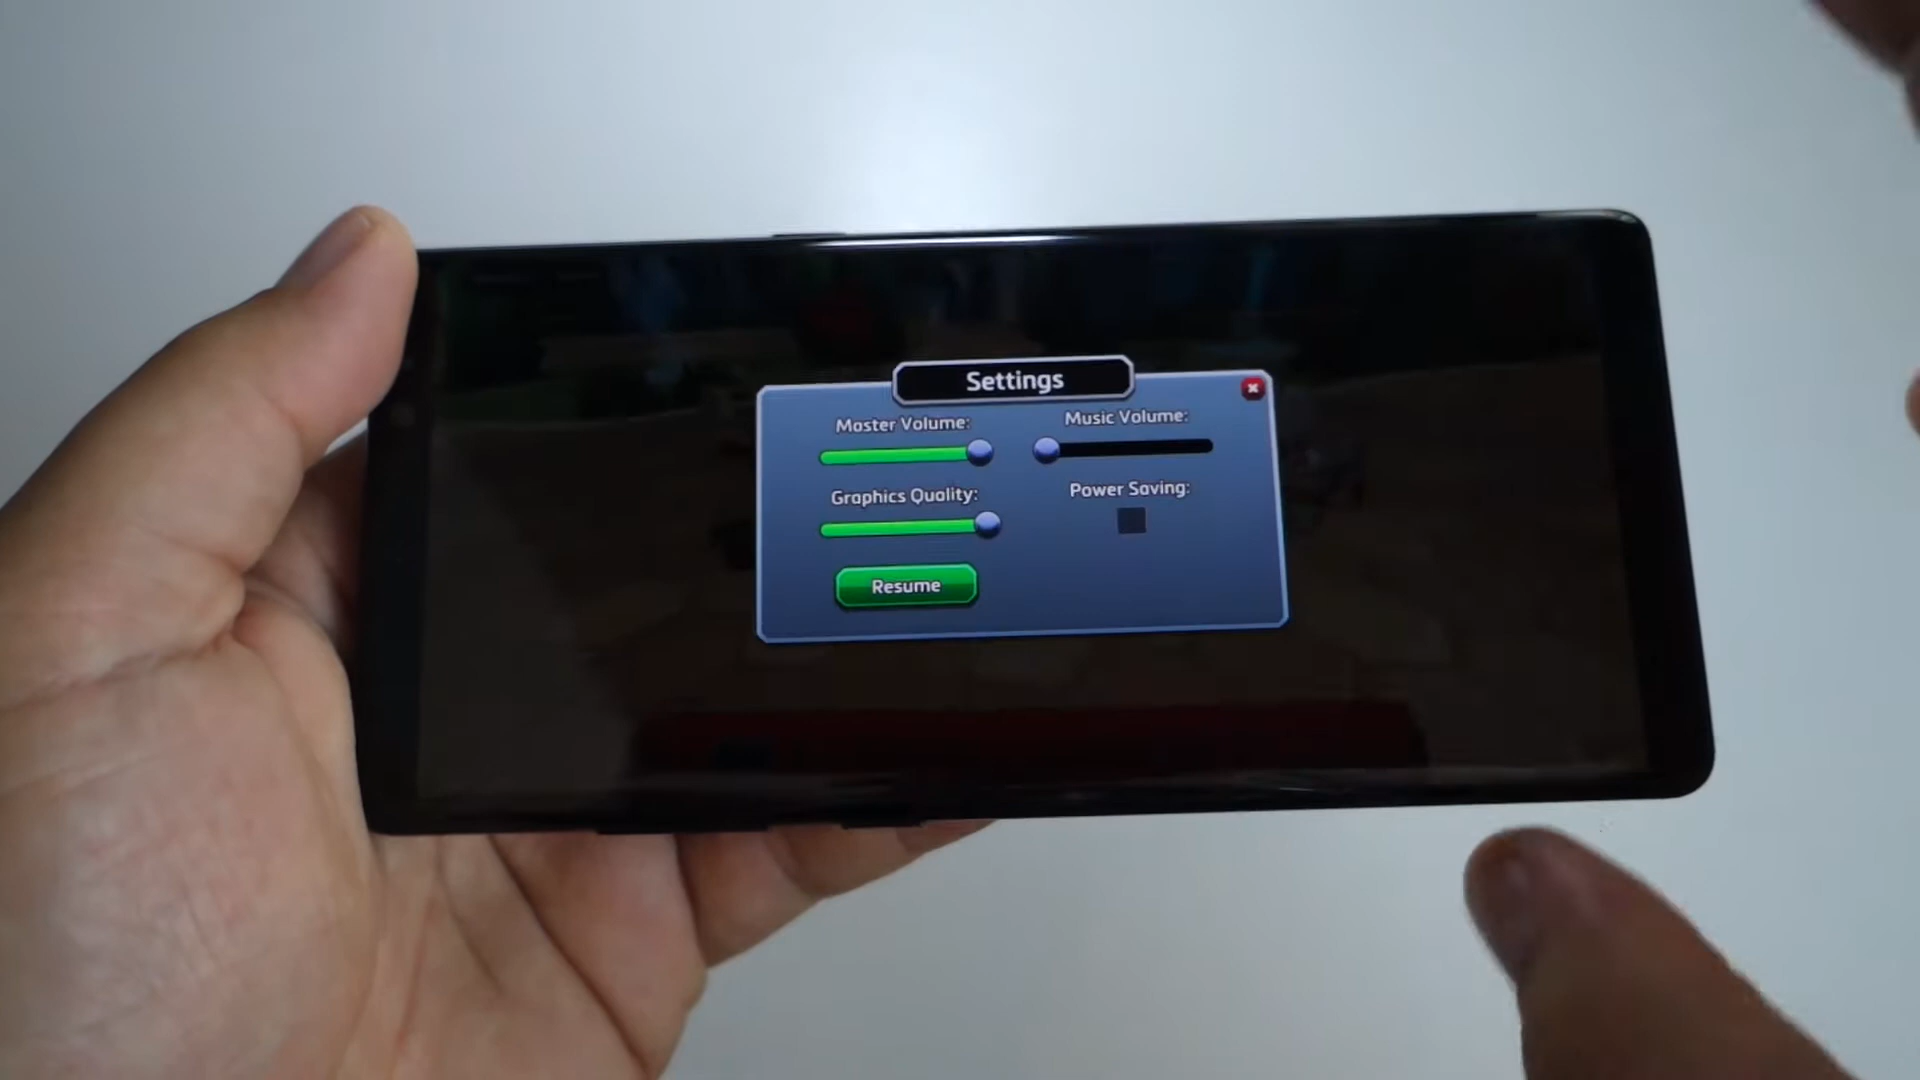 Settings
Master Volume:
Music Volume:
Graphics Quality:
Power Saving:
Resume